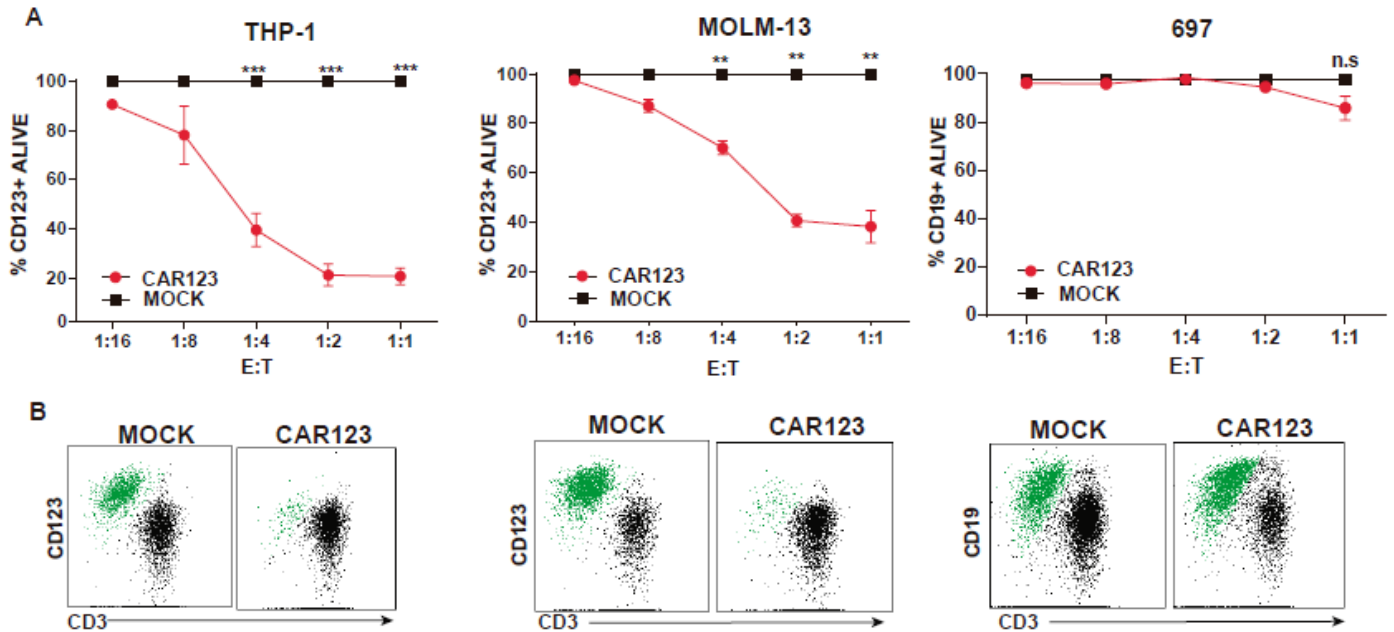 A
THP-1
MOLM-13
697
*** *** ***
** ** **
n.s
% CD123+ ALIVE
100
80
60
40
20
0
CAR123
MOCK
1:16 1:8 1:4 1:2 1:1
E:T
% CD123+ ALIVE
100
80
60
40
20
0
CAR123
MOCK
1:16 1:8 1:4 1:2 1:1
E:T
% CD19+ ALIVE
100
80
60
40
20
0
CAR123
MOCK
1:16 1:8 1:4 1:2 1:1
E:T
B
MOCK CAR123
CD123
CD3
MOCK CAR123
CD123
CD3
MOCK CAR123
CD19
CD3